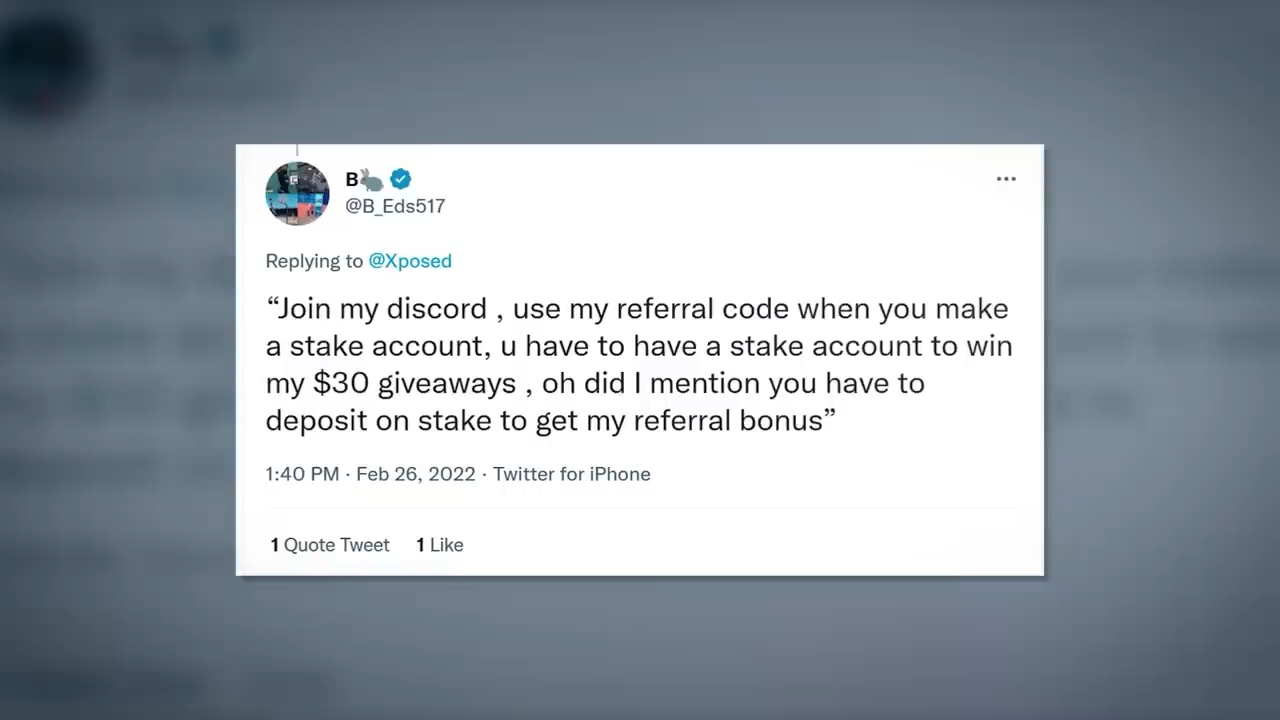 B🐇
@B_Eds517
Replying to @Xposed
“Join my discord , use my referral code when you make
a stake account, u have to have a stake account to win
my $30 giveaways , oh did I mention you have to
deposit on stake to get my referral bonus”
1:40 PM · Feb 26, 2022 · Twitter for iPhone
1 Quote Tweet 1 Like